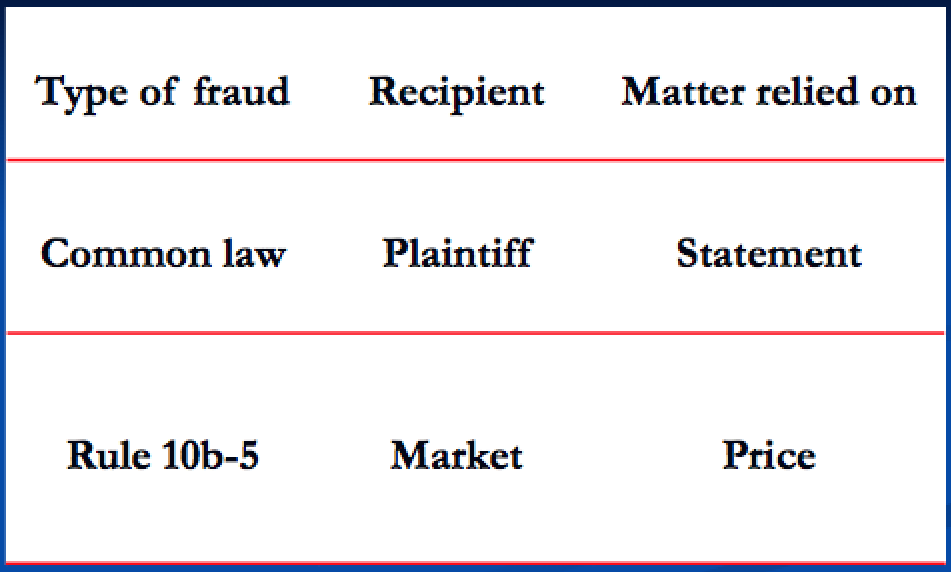 Type of fraud Recipient Matter relied on
Common law Plaintiff Statement
Rule 10b-5 Market Price